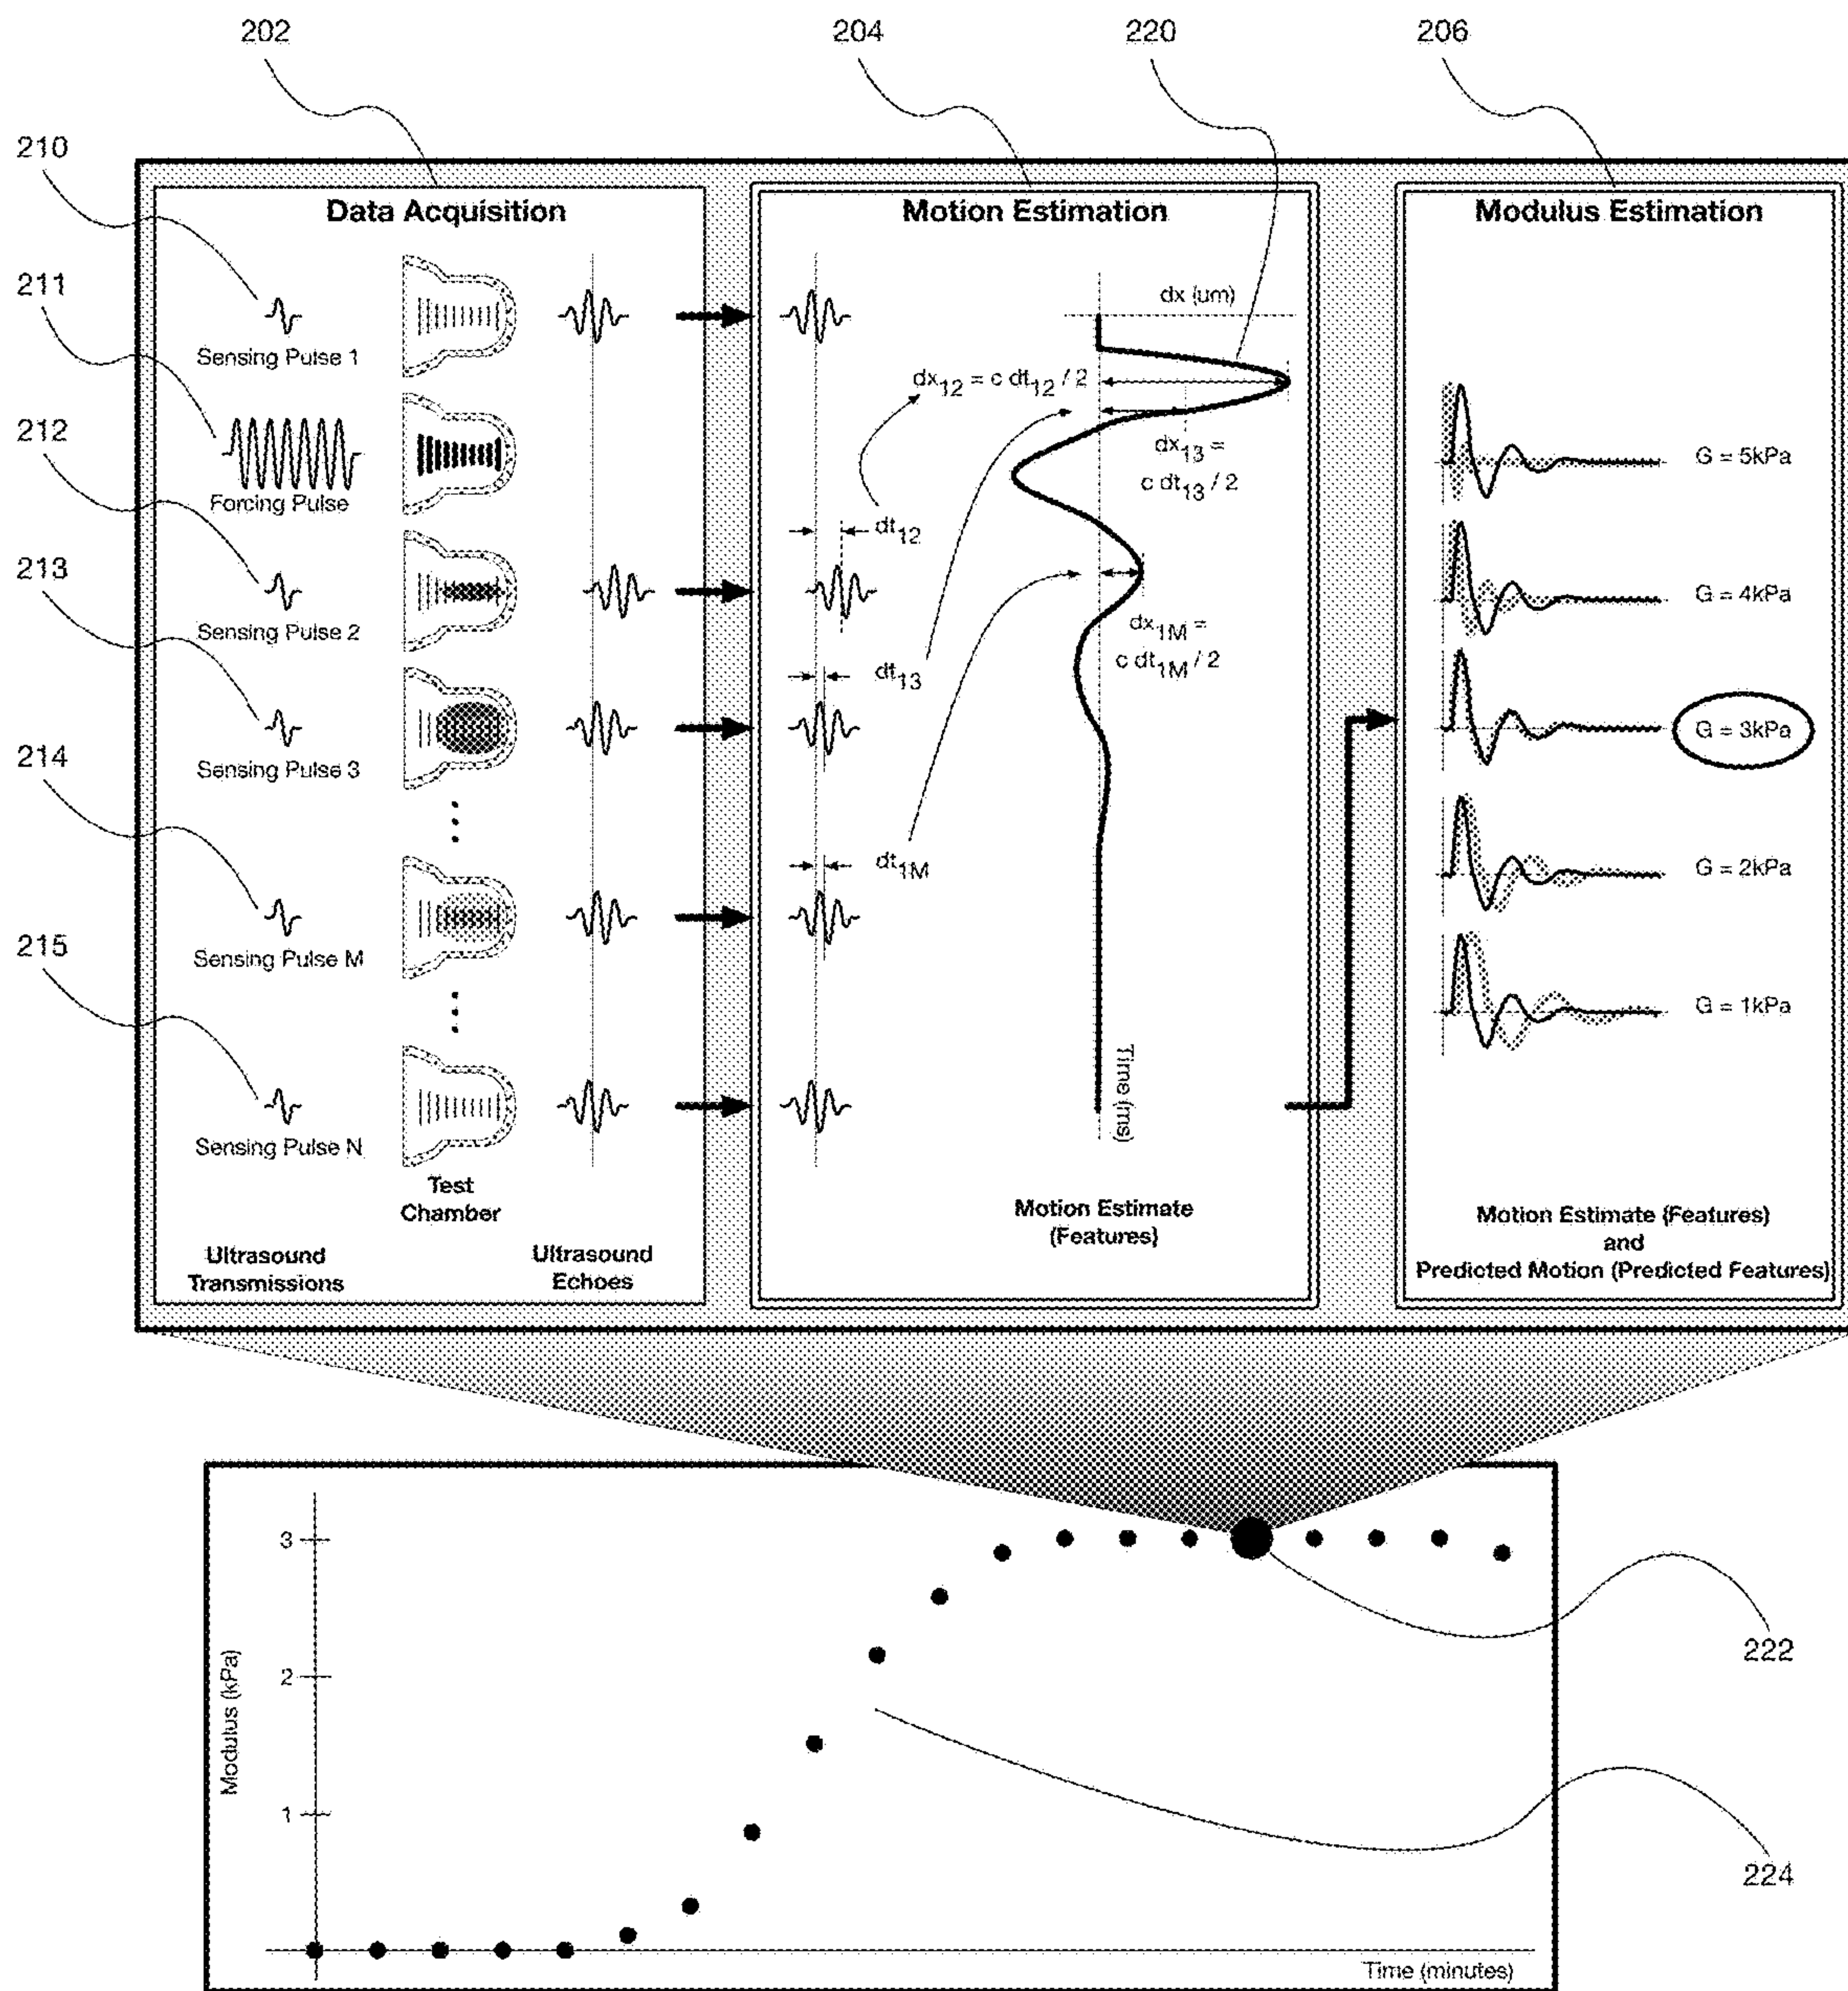 202
204
220
206
210
211
212
213
214
215
Data Acquisition
Sensing Pulse 1
Forcing Pulse
Sensing Pulse 2
Sensing Pulse 3
Sensing Pulse M
Sensing Pulse N
Test
Chamber
Ultrasound
Transmissions
Ultrasound
Echoes
Motion Estimation
dx (um)
dx12 = c dt12 / 2
dx13 =
c dt13 / 2
dt12
dx1M =
c dt1M / 2
dt13
dt1M
Time (ms)
Motion Estimate
(Features)
Modulus Estimation
G = 5kPa
G = 4kPa
G = 3kPa
G = 2kPa
G = 1kPa
Motion Estimate (Features)
and
Predicted Motion (Predicted Features)
3
2
1
Modulus (kPa)
Time (minutes)
222
224